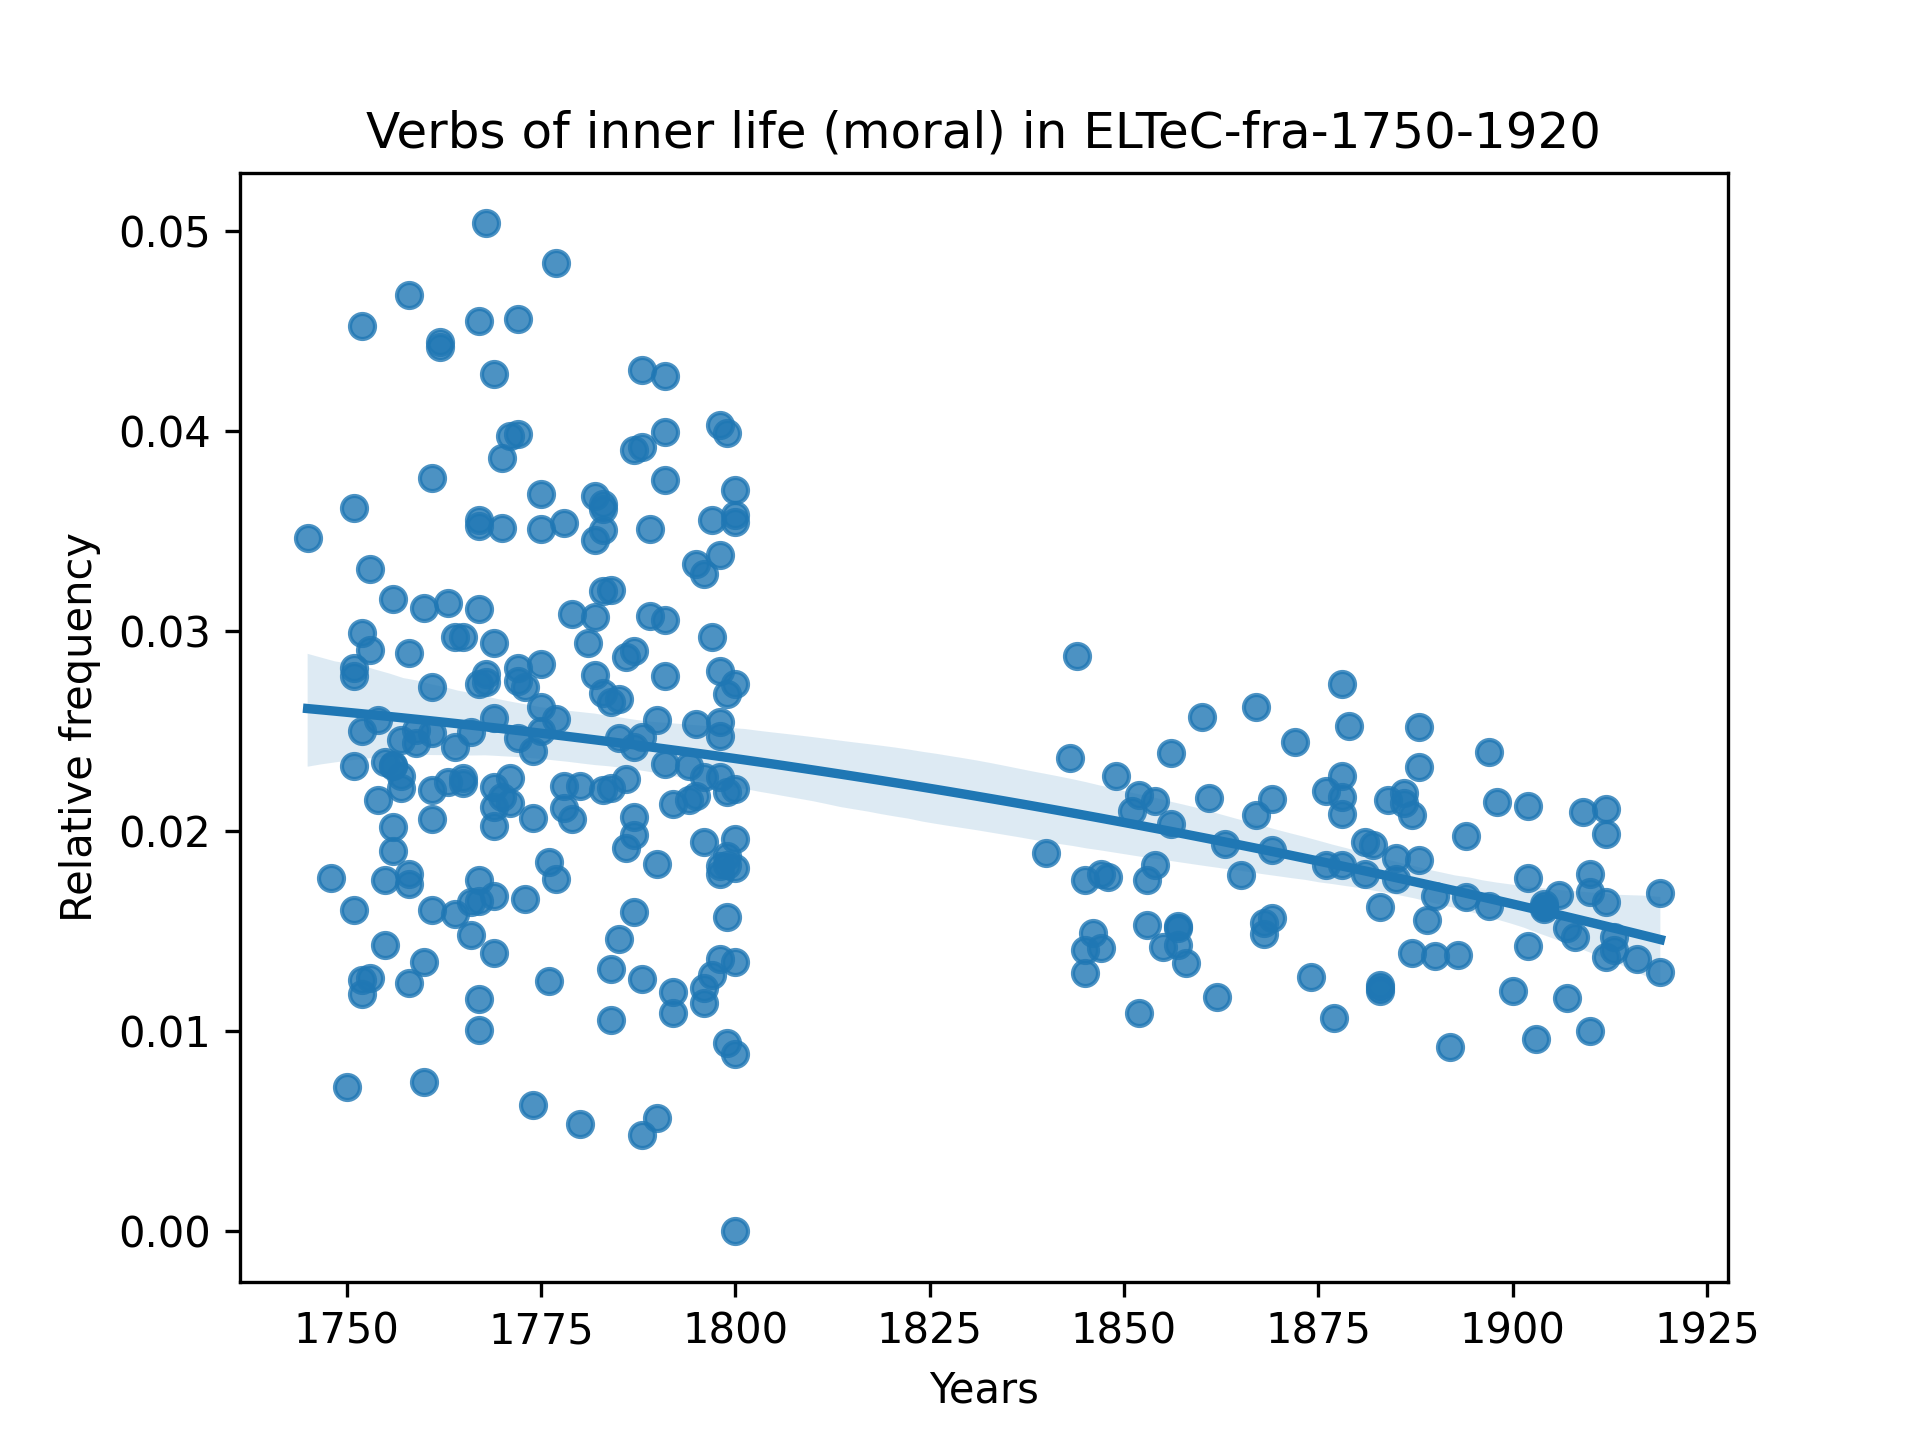 Verbs of inner life (moral) in ELTeC-fra-1750-1920
0.05
0.04
0.03
0.02
0.01
0.00
Relative frequency
1750 1775 1800 1825 1850 1875 1900 1925
Years